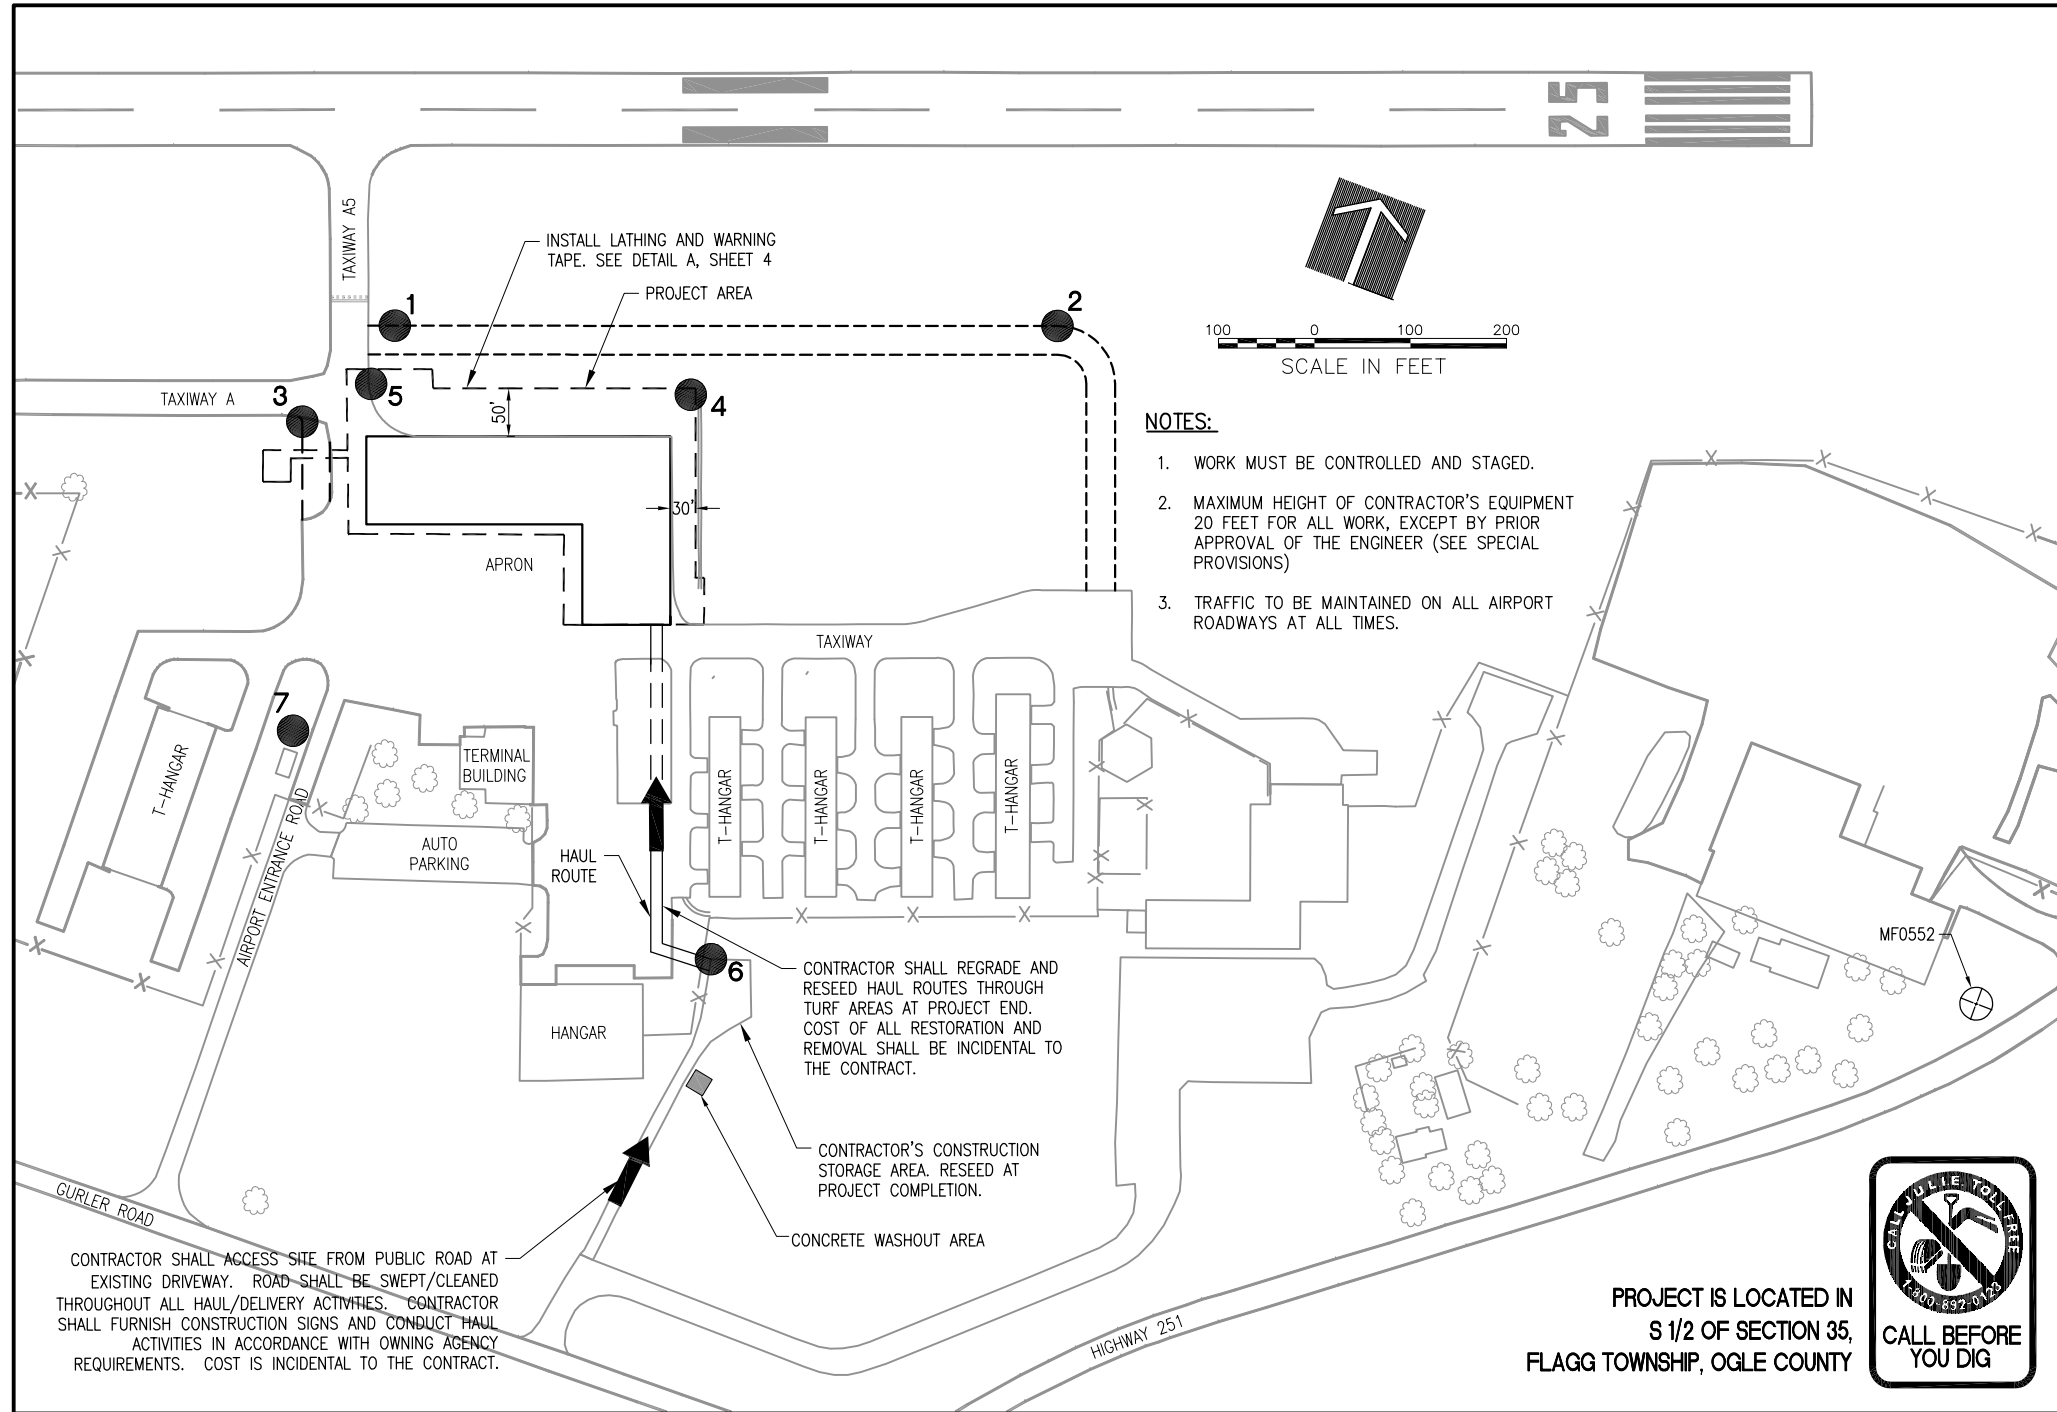 25
TAXIWAY A5
INSTALL LATHING AND WARNING
TAPE. SEE DETAIL A, SHEET 4
PROJECT AREA
1
2
100 0 100 200
SCALE IN FEET
TAXIWAY A
3
5
4
50'
30'
APRON
NOTES:
1. WORK MUST BE CONTROLLED AND STAGED.
2. MAXIMUM HEIGHT OF CONTRACTOR'S EQUIPMENT
20 FEET FOR ALL WORK, EXCEPT BY PRIOR
APPROVAL OF THE ENGINEER (SEE SPECIAL
PROVISIONS)
3. TRAFFIC TO BE MAINTAINED ON ALL AIRPORT
ROADWAYS AT ALL TIMES.
TAXIWAY
7
T-HANGAR
TERMINAL
BUILDING
AIRPORT ENTRANCE ROAD
AUTO
PARKING
T-HANGAR
T-HANGAR
T-HANGAR
T-HANGAR
HAUL
ROUTE
6
HANGAR
CONTRACTOR SHALL REGRADE AND
RESEED HAUL ROUTES THROUGH
TURF AREAS AT PROJECT END.
COST OF ALL RESTORATION AND
REMOVAL SHALL BE INCIDENTAL TO
THE CONTRACT.
MF0552
CONTRACTOR'S CONSTRUCTION
STORAGE AREA. RESEED AT
PROJECT COMPLETION.
CONCRETE WASHOUT AREA
GURLER ROAD
CONTRACTOR SHALL ACCESS SITE FROM PUBLIC ROAD AT
EXISTING DRIVEWAY. ROAD SHALL BE SWEPT/CLEANED
THROUGHOUT ALL HAUL/DELIVERY ACTIVITIES. CONTRACTOR
SHALL FURNISH CONSTRUCTION SIGNS AND CONDUCT HAUL
ACTIVITIES IN ACCORDANCE WITH OWNING AGENCY
REQUIREMENTS. COST IS INCIDENTAL TO THE CONTRACT.
HIGHWAY 251
PROJECT IS LOCATED IN
S 1/2 OF SECTION 35,
FLAGG TOWNSHIP, OGLE COUNTY
CALL JULIE TOLL FREE
1-800-892-0123
CALL BEFORE
YOU DIG